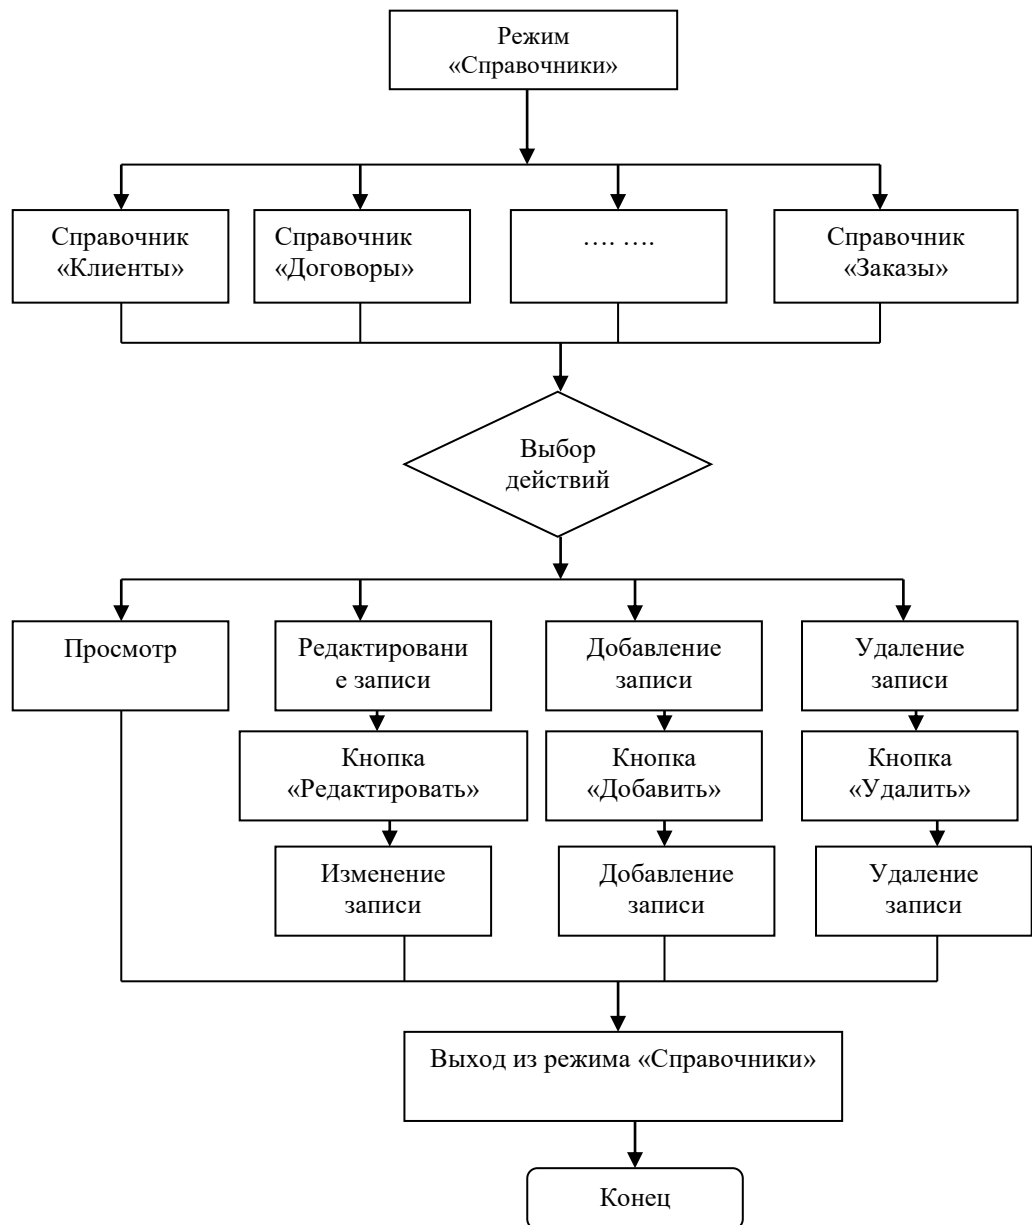 Режим
«Справочники»
Справочник
«Клиенты»
Справочник
«Договоры»
…. ….
Справочник
«Заказы»
Выбор
действий
Просмотр
Редактировани
е записи
Добавление
записи
Удаление
записи
Кнопка
«Редактировать»
Кнопка
«Добавить»
Кнопка
«Удалить»
Изменение
записи
Добавление
записи
Удаление
записи
Выход из режима «Справочники»
Конец